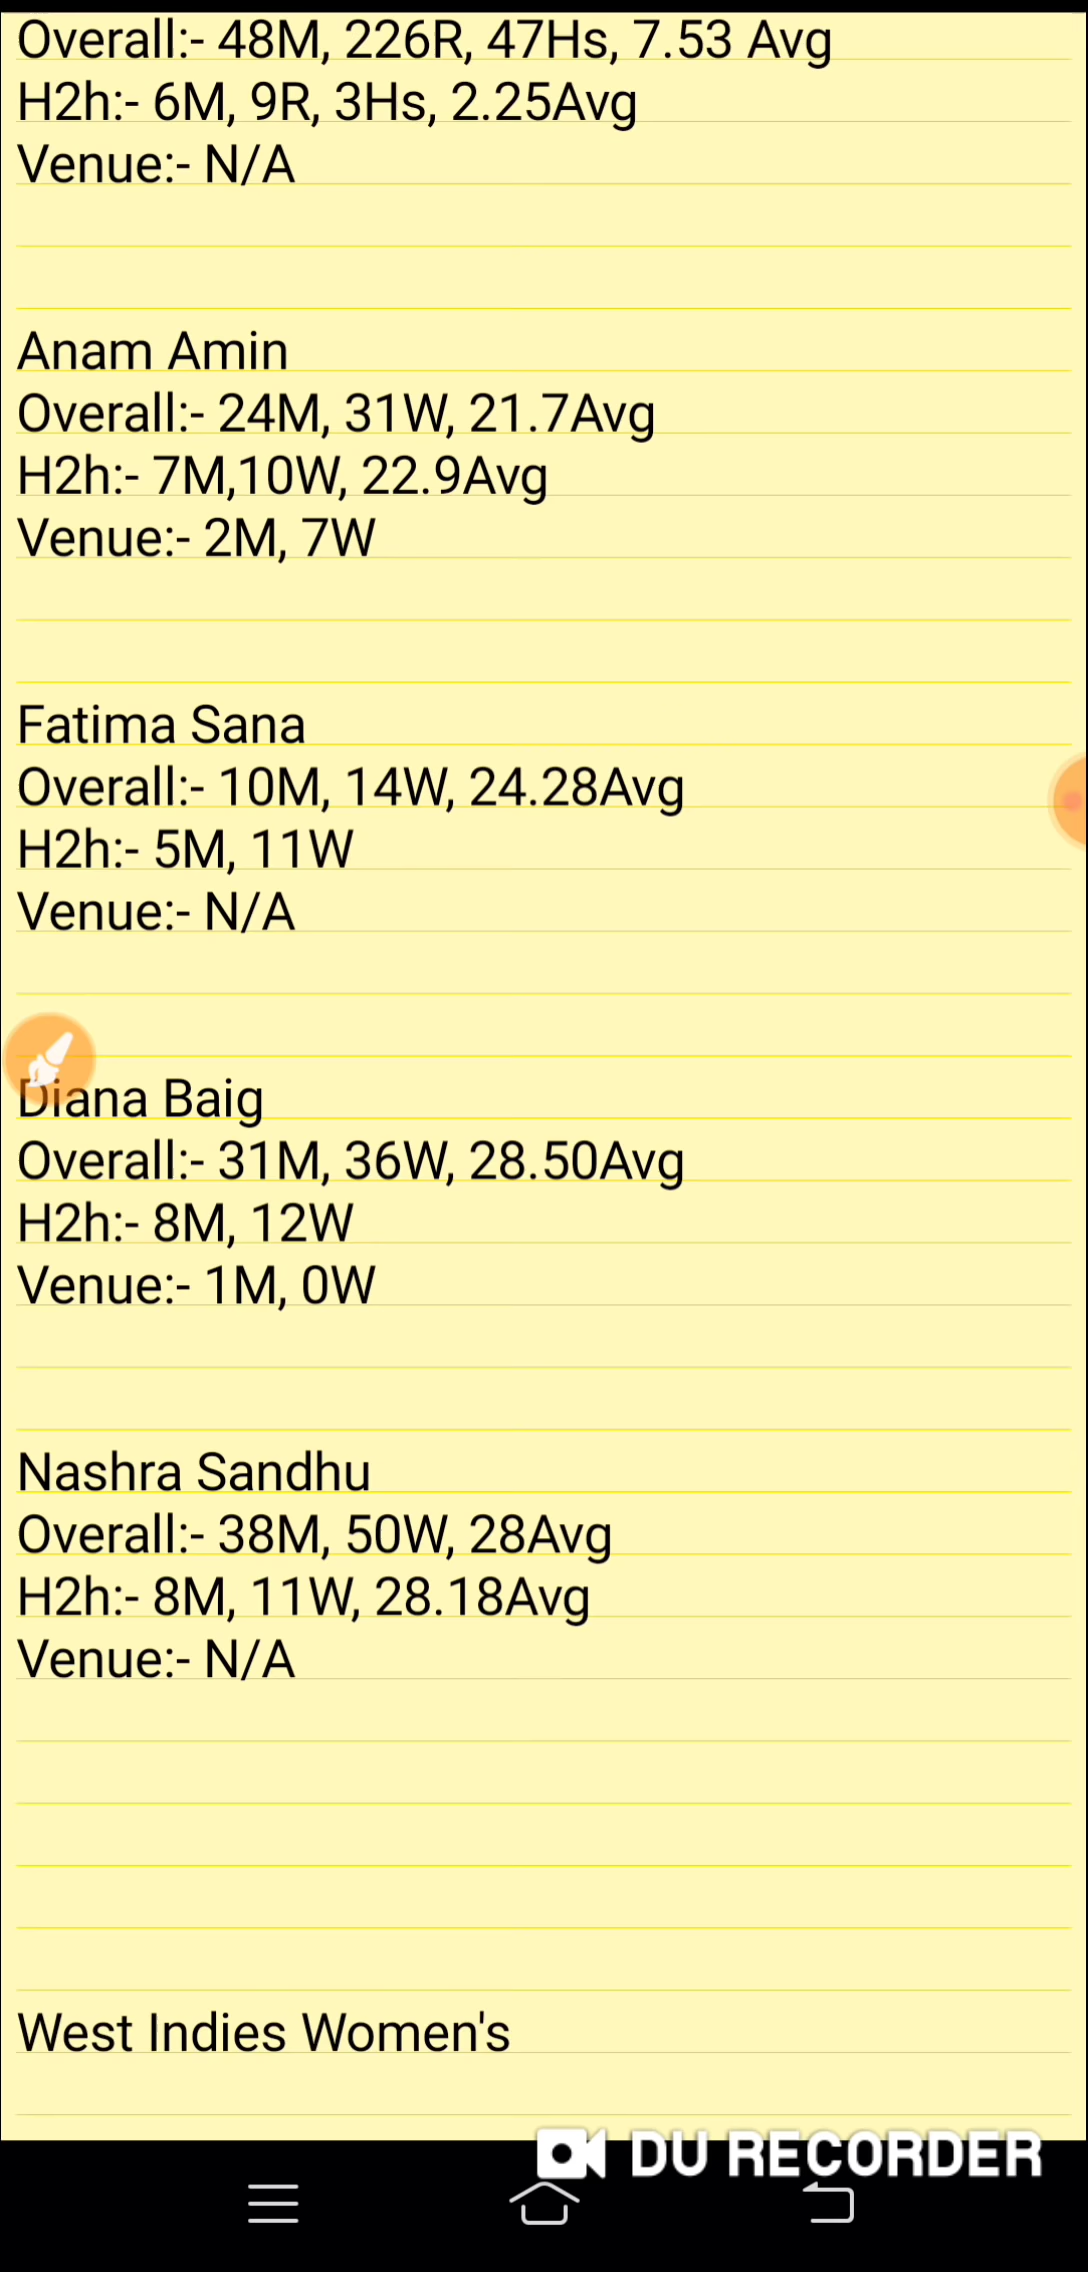 Overall:- 48M, 226R, 47Hs, 7.53 Avg
H2h:- 6M, 9R, 3Hs, 2.25Avg
Venue:- N/A
Anam Amin
Overall:- 24M, 31W, 21.7Avg
H2h:- 7M,10W, 22.9Avg
Venue:- 2M, 7W
Fatima Sana
Overall:- 10M, 14W, 24.28Avg
H2h:- 5M, 11W
Venue:- N/A
Diana Baig
Overall:- 31M, 36W, 28.50Avg
H2h:- 8M, 12W
Venue:- 1M, 0W
Nashra Sandhu
Overall:- 38M, 50W, 28Avg
H2h:- 8M, 11W, 28.18Avg
Venue:- N/A
West Indies Women's
DU RECORDER